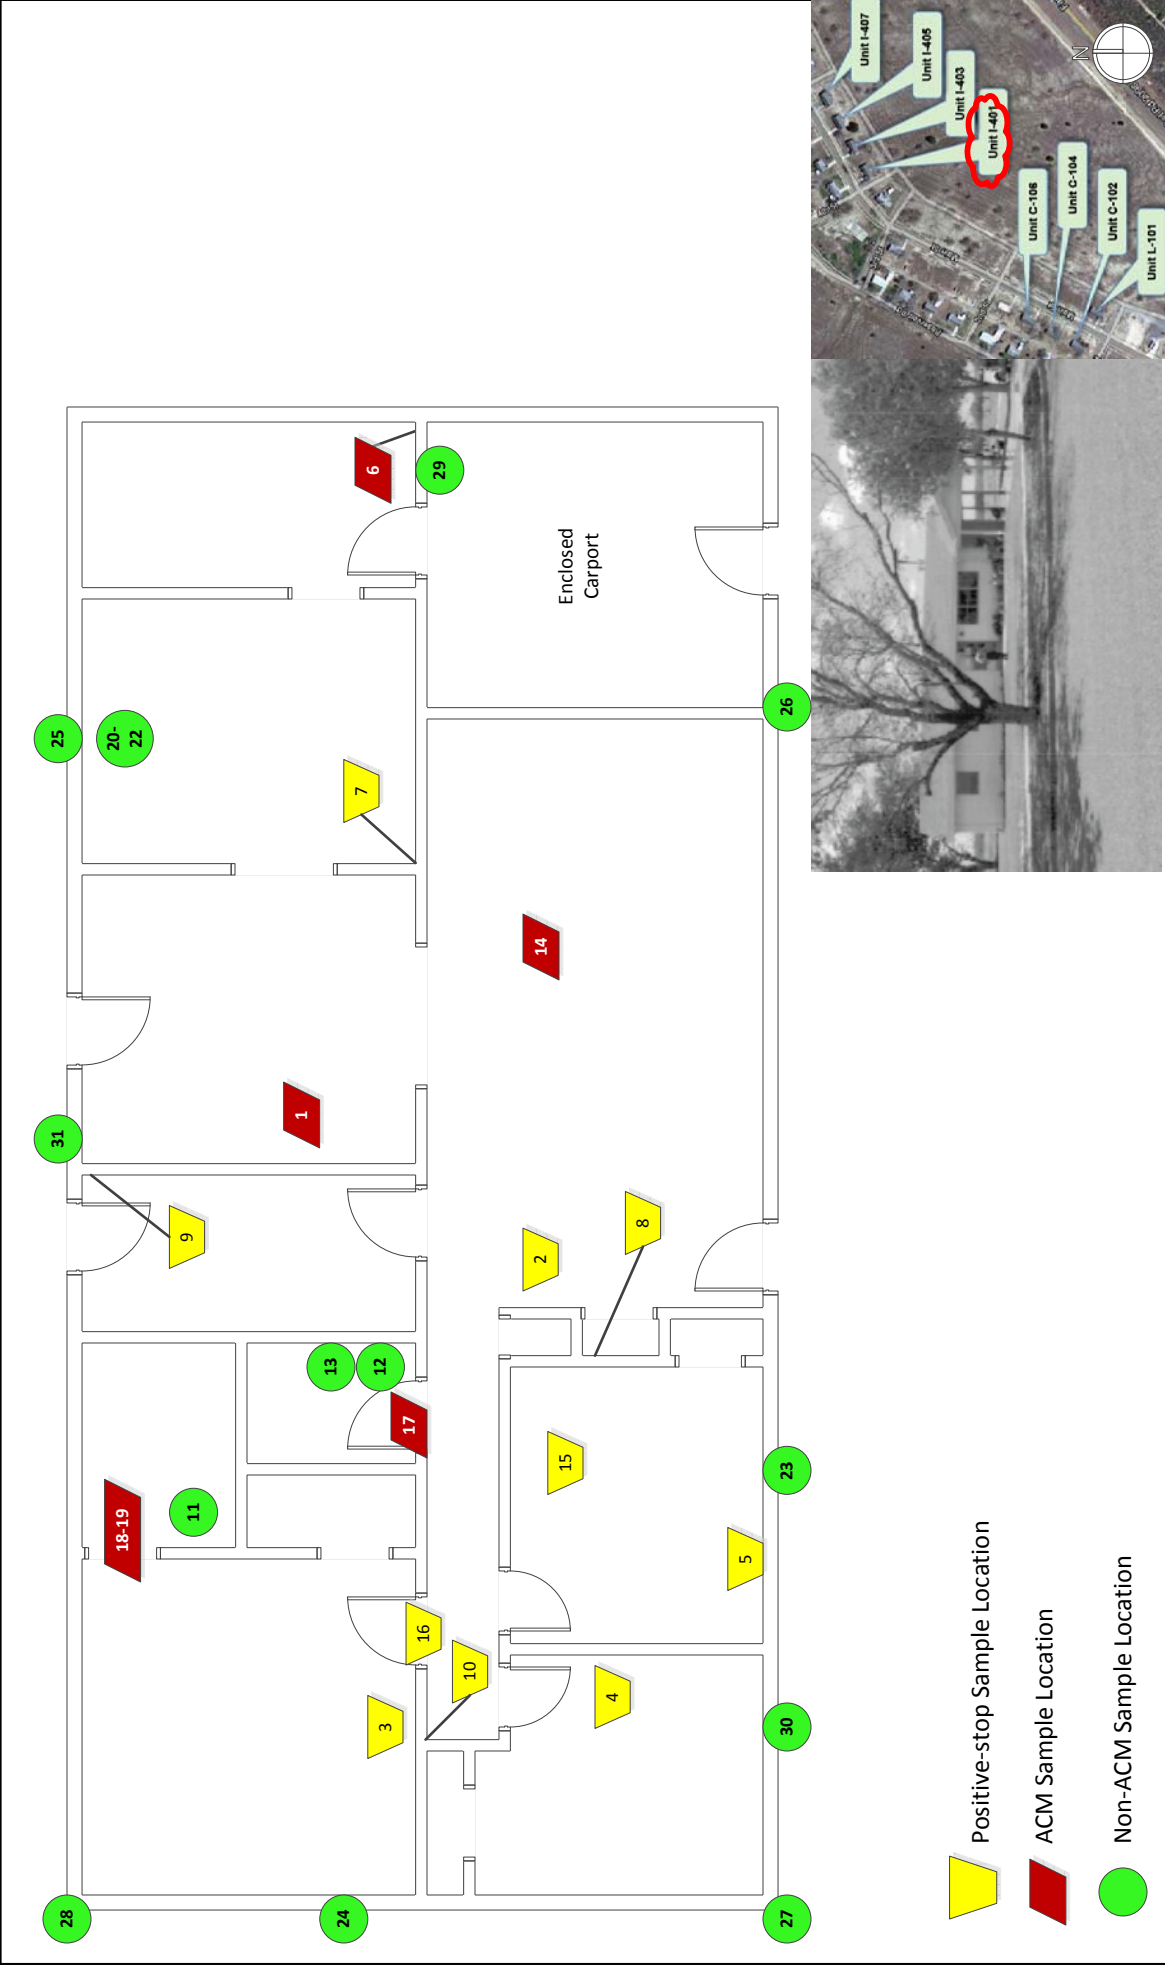 28
24
27
18-19
11
3
16
10
4
30
17
13
12
15
5
23
9
31
1
2
8
14
25
20-
22
7
26
6
29
Enclosed
Carport
Positive-stop Sample Location
ACM Sample Location
Non-ACM Sample Location
Unit I-407
Unit I-405
Unit I-403
Unit I-401
Unit C-106
Unit C-104
Unit C-102
Unit L-101
N